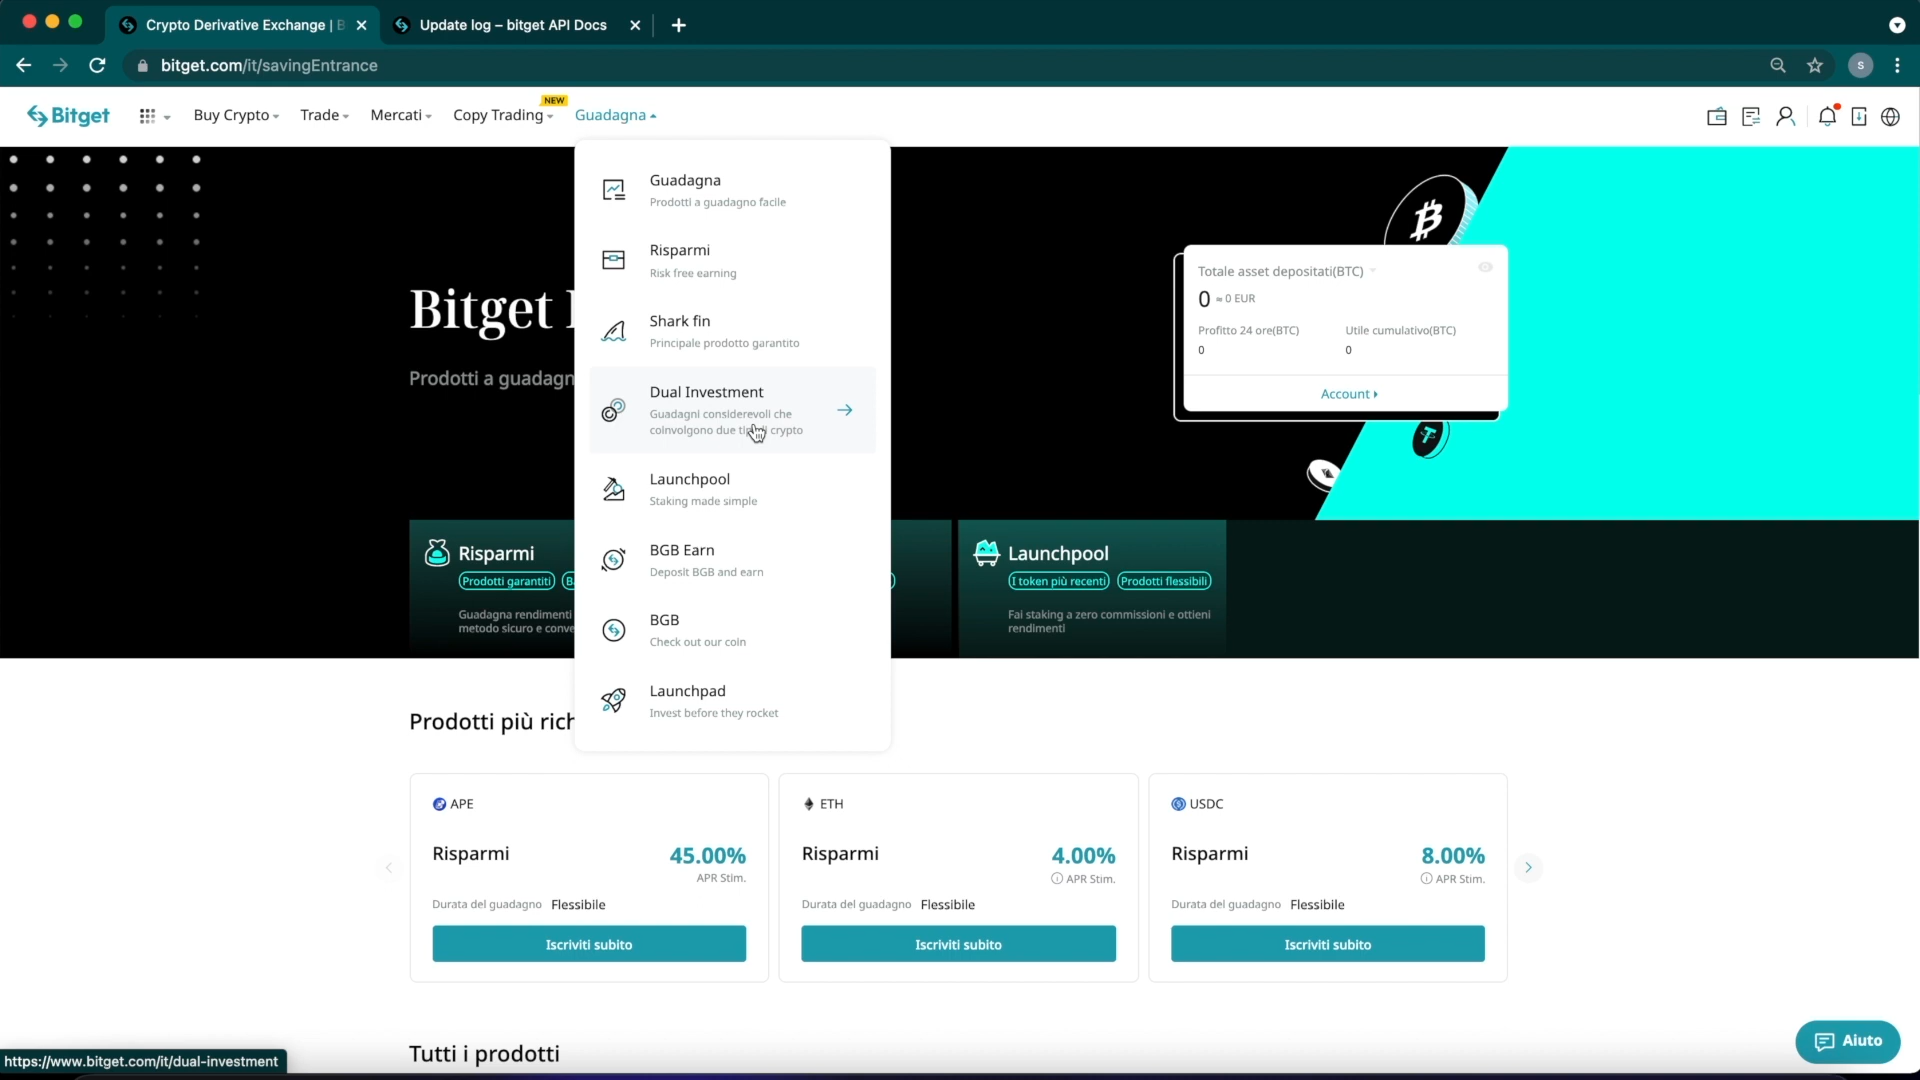 Crypto Derivative Exchange | B
Update log – bitget API Docs
bitget.com/it/savingEntrance
S
Bitget
Buy Crypto
Trade
Mercati
Copy Trading
NEW
Guadagna
Guadagna
Prodotti a guadagno facile
Risparmi
Risk free earning
Shark fin
Principale prodotto garantito
Dual Investment
Guadagni considerevoli che
coinvolgono due tipi di crypto
Launchpool
Staking made simple
BGB Earn
Deposit BGB and earn
BGB
Check out our coin
Launchpad
Invest before they rocket
Bitget
Prodotti a guadagn
Totale asset depositati(BTC)
0 ≈ 0 EUR
Profitto 24 ore(BTC) Utile cumulativo(BTC)
0 0
Account
Risparmi
Prodotti garantiti
Guadagna rendimenti
metodo sicuro e conve
Launchpool
I token più recenti Prodotti flessibili
Fai staking a zero commissioni e ottieni
rendimenti
Prodotti più rich
APE
Risparmi 45.00%
APR Stim.
Durata del guadagno Flessibile
Iscriviti subito
ETH
Risparmi 4.00%
APR Stim.
Durata del guadagno Flessibile
Iscriviti subito
USDC
Risparmi 8.00%
APR Stim.
Durata del guadagno Flessibile
Iscriviti subito
Tutti i prodotti
Aiuto
https://www.bitget.com/it/dual-investment